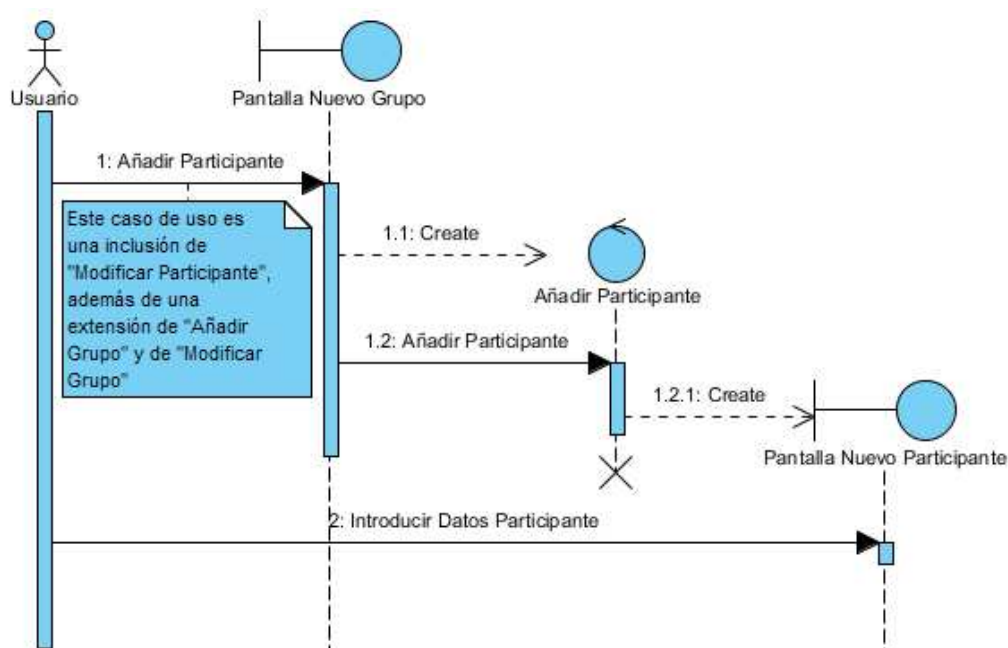 Usuario
Pantalla Nuevo Grupo
1: Añadir Participante
Este caso de uso es
una inclusión de
"Modificar Participante",
además de una
extensión de "Añadir
Grupo" y de "Modificar
Grupo"
1.1: Create
Añadir Participante
1.2: Añadir Participante
1.2.1: Create
Pantalla Nuevo Participante
2: Introducir Datos Participante